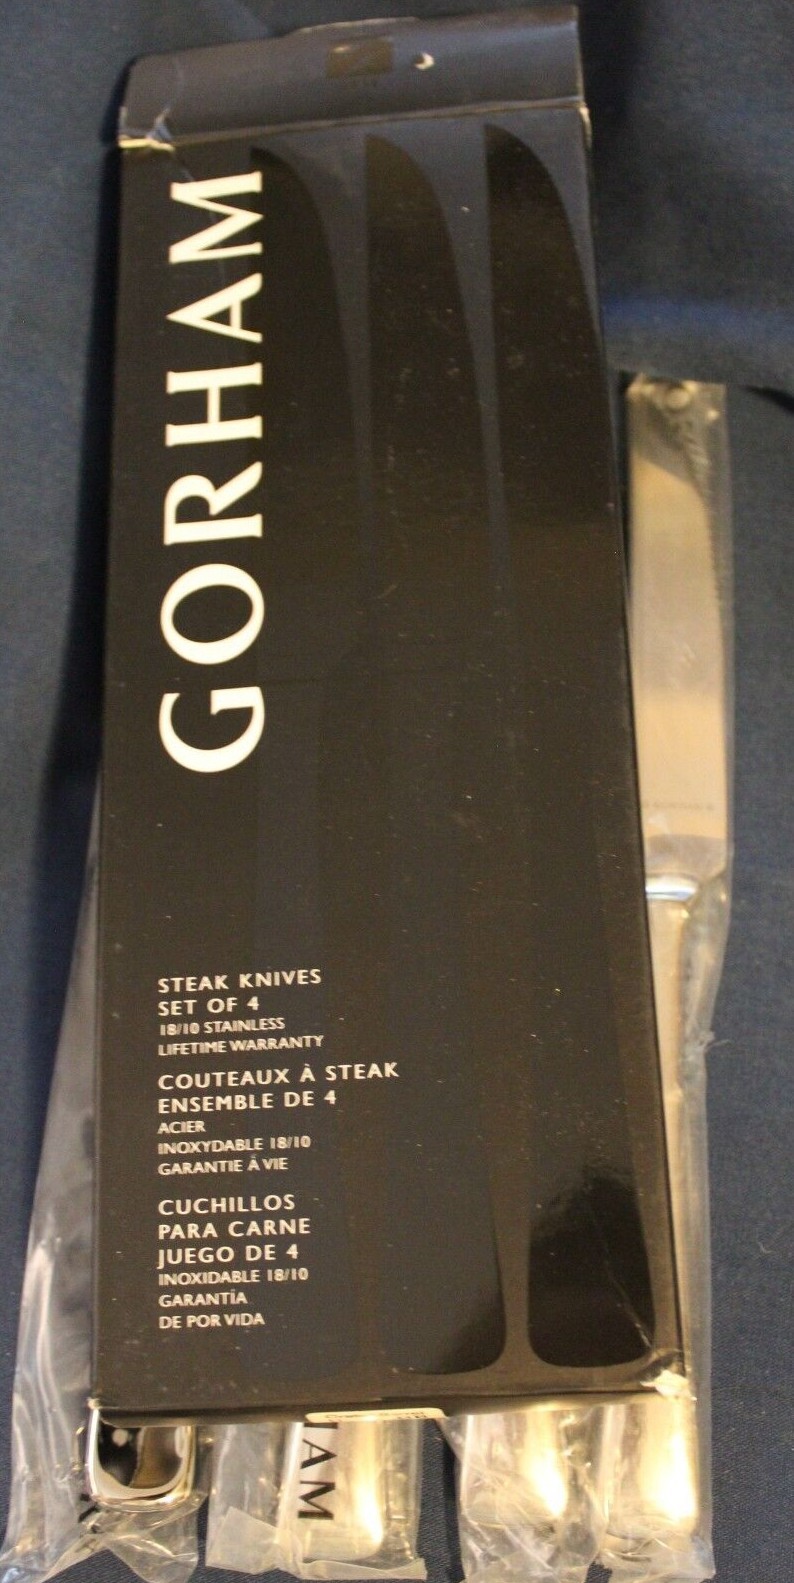 GORHAM
STEAK KNIVES
SET OF 4
18/10 STAINLESS
LIFETIME WARRANTY
COUTEAUX À STEAK
ENSEMBLE DE 4
ACIER
INOXYDABLE 18/10
GARANTIE À VIE
CUCHILLOS
PARA CARNE
JUEGO DE 4
INOXIDABLE 18/10
GARANTÍA
DE POR VIDA
HAM